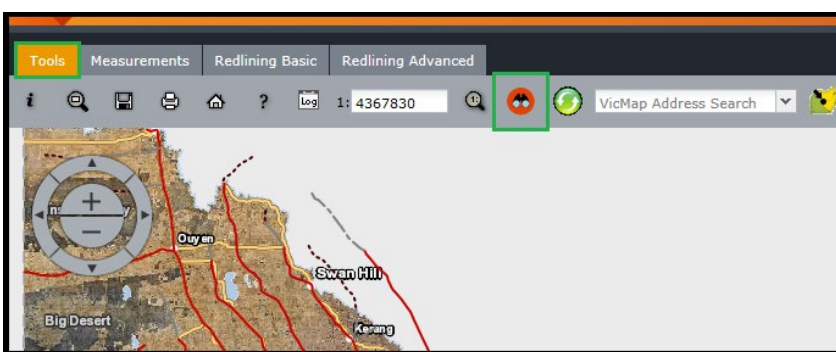 Tools Measurements Redlining Basic Redlining Advanced
i ? Log 1: 4367830 VicMap Address Search
Ouyen
Swan Hill
Big Desert
Kerang